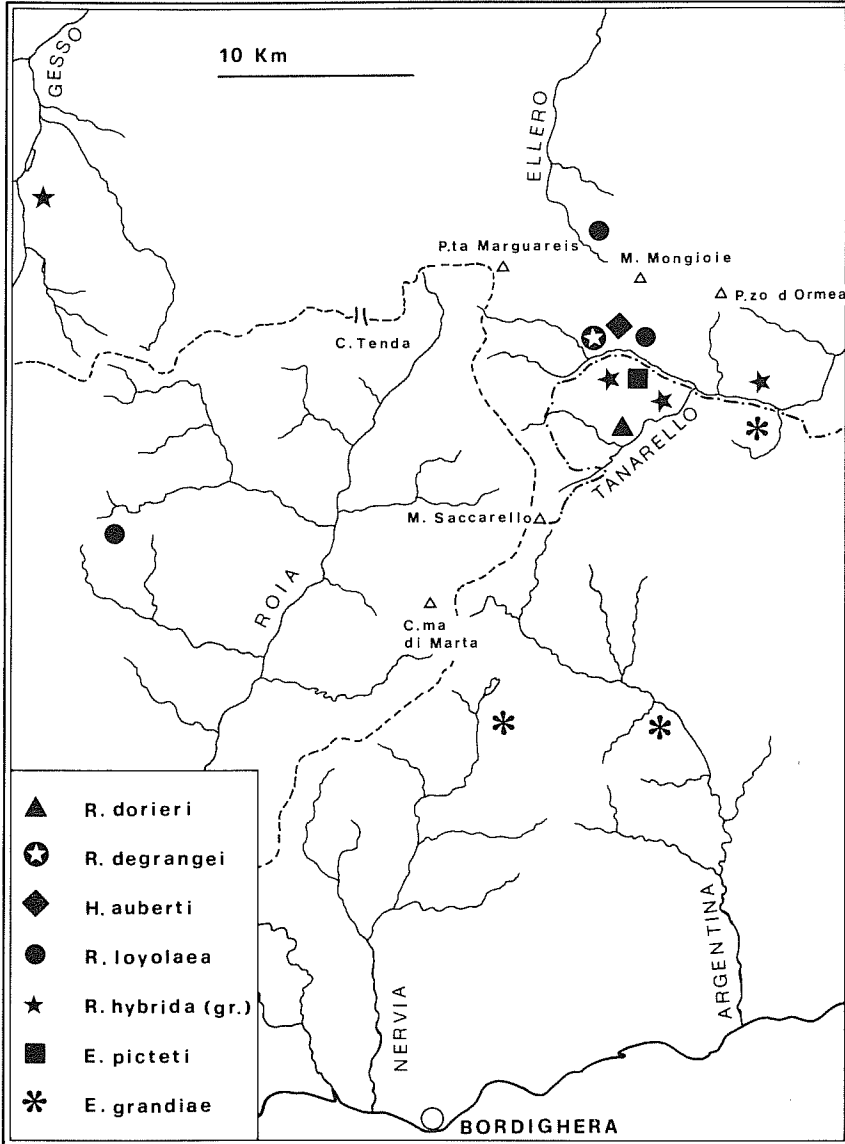 GESSO
10 Km
ELLERO
P.ta Marguareis
M. Mongioie
P.zo d Ormea
C. Tenda
TANARELLO
M. Saccarello
ROIA
C.ma
di Marta
R. dorieri
R. degrangei
H. auberti
R. loyolaea
R. hybrida (gr.)
E. picteti
E. grandiae
NERVIA
ARGENTINA
BORDIGHERA